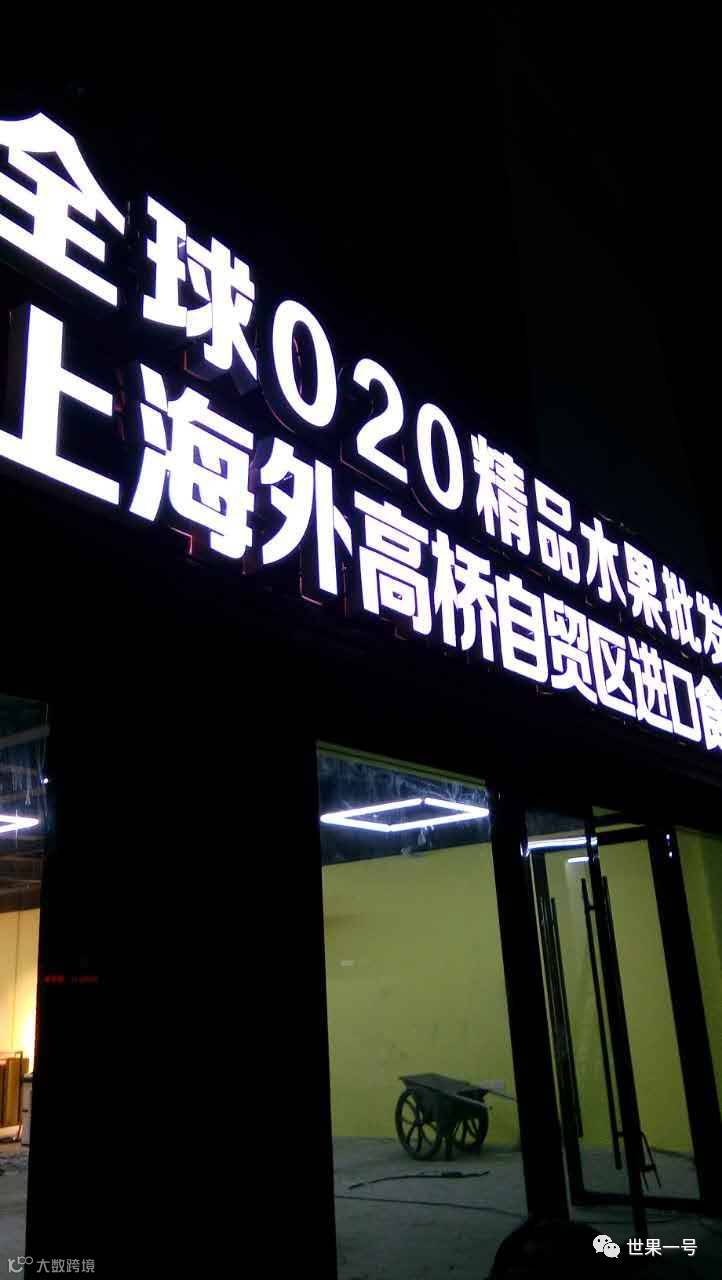 全球O2O精品水果批发
上海外高桥自贸区进口食
世果一号
大数跨境